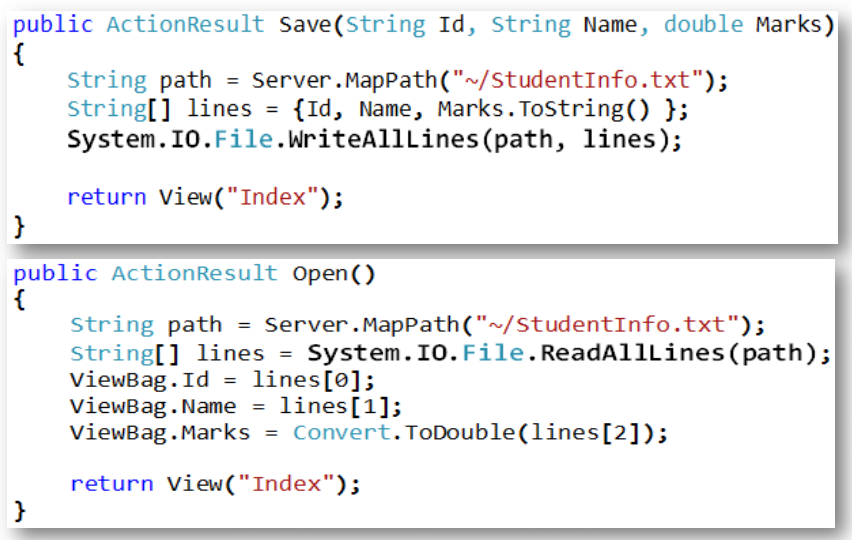 public ActionResult Save(String Id, String Name, double Marks)
{
    String path = Server.MapPath("~/StudentInfo.txt");
    String[] lines = {Id, Name, Marks.ToString() };
    System.IO.File.WriteAllLines(path, lines);

    return View("Index");
}
public ActionResult Open()
{
    String path = Server.MapPath("~/StudentInfo.txt");
    String[] lines = System.IO.File.ReadAllLines(path);
    ViewBag.Id = lines[0];
    ViewBag.Name = lines[1];
    ViewBag.Marks = Convert.ToDouble(lines[2]);

    return View("Index");
}